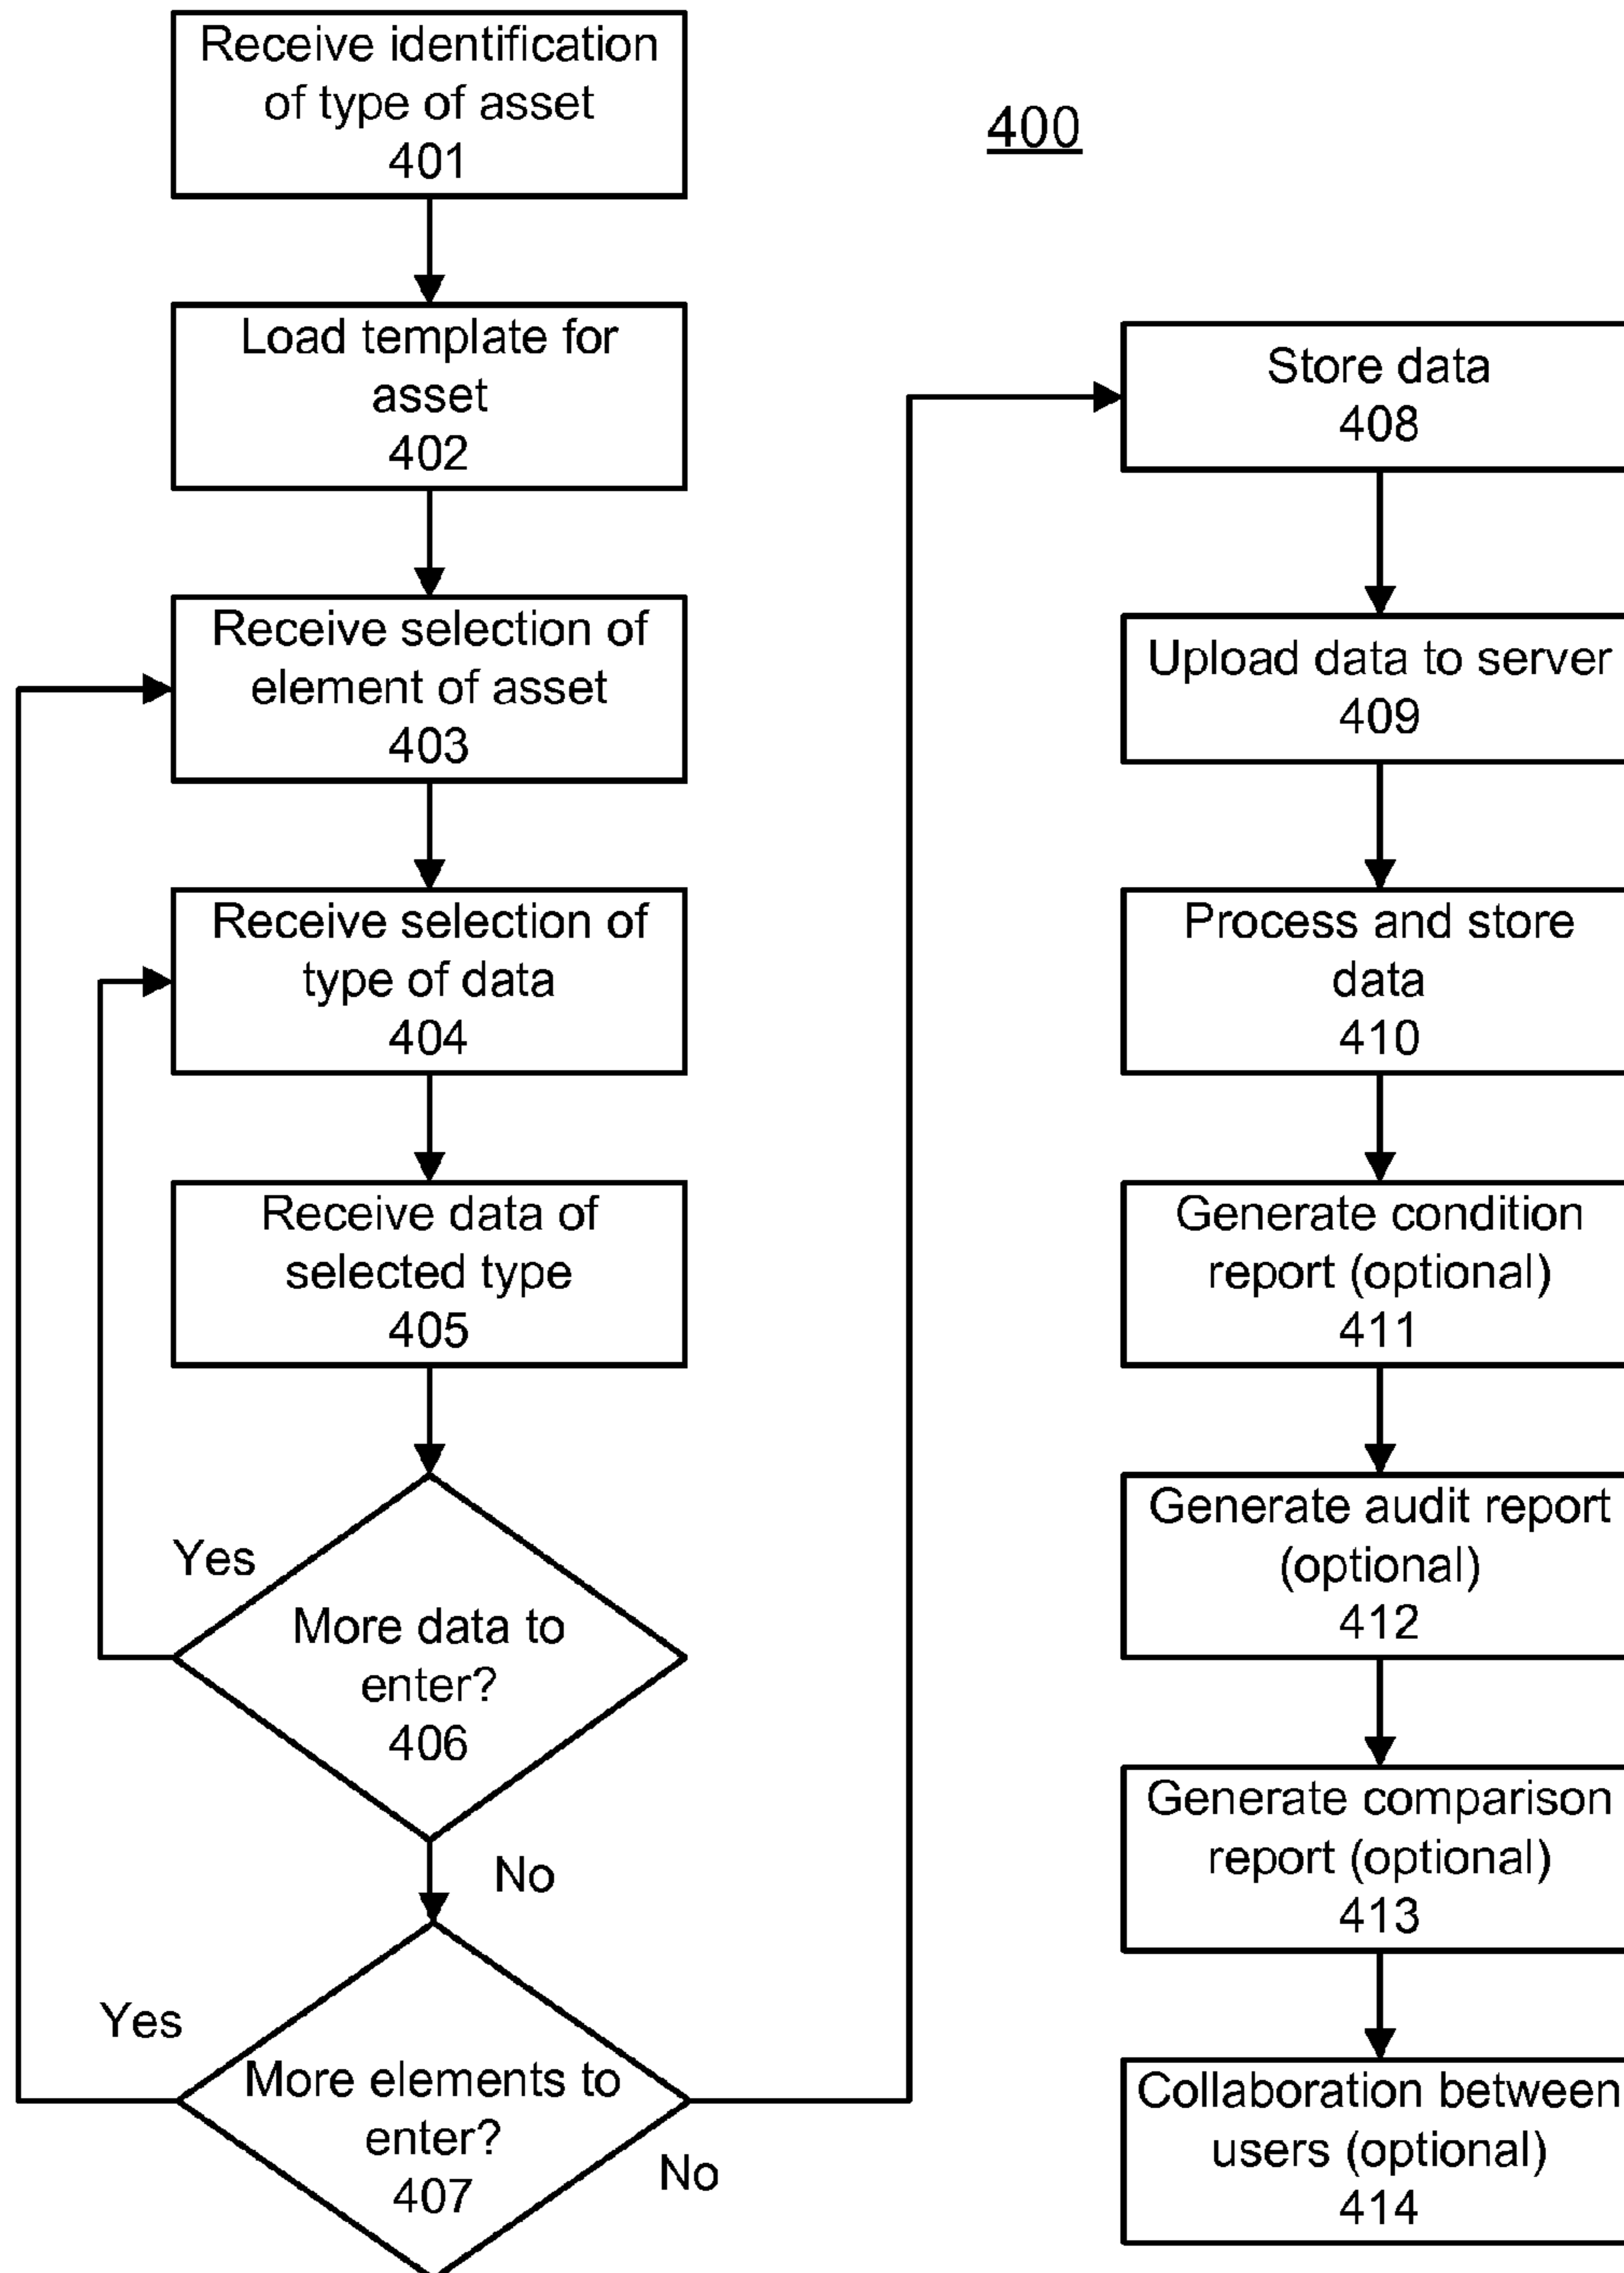 Receive identification
of type of asset
401
400
Load template for
asset
402
Receive selection of
element of asset
403
Receive selection of
type of data
404
Receive data of
selected type
405
Yes
More data to
enter?
406
No
Yes
More elements to
enter?
407
No
Store data
408
Upload data to server
409
Process and store
data
410
Generate condition
report (optional)
411
Generate audit report
(optional)
412
Generate comparison
report (optional)
413
Collaboration between
users (optional)
414